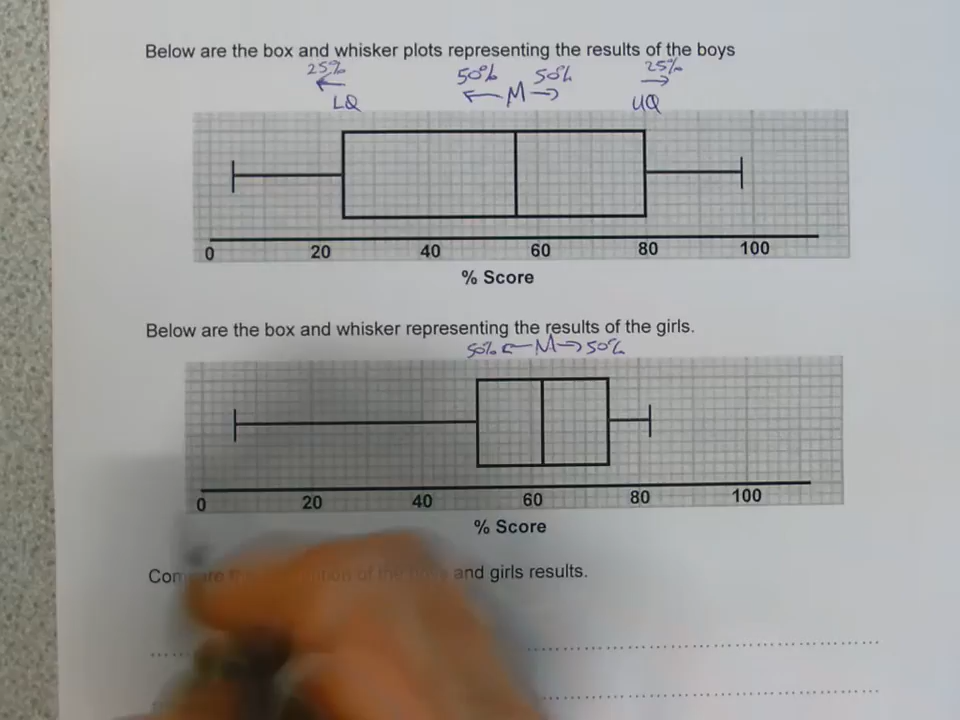 Below are the box and whisker plots representing the results of the boys
25% 50% 50% 25%
LQ M UQ
0 20 40 60 80 100
% Score
Below are the box and whisker representing the results of the girls.
50% M 50%
0 20 40 60 80 100
% Score
of the and girls results.